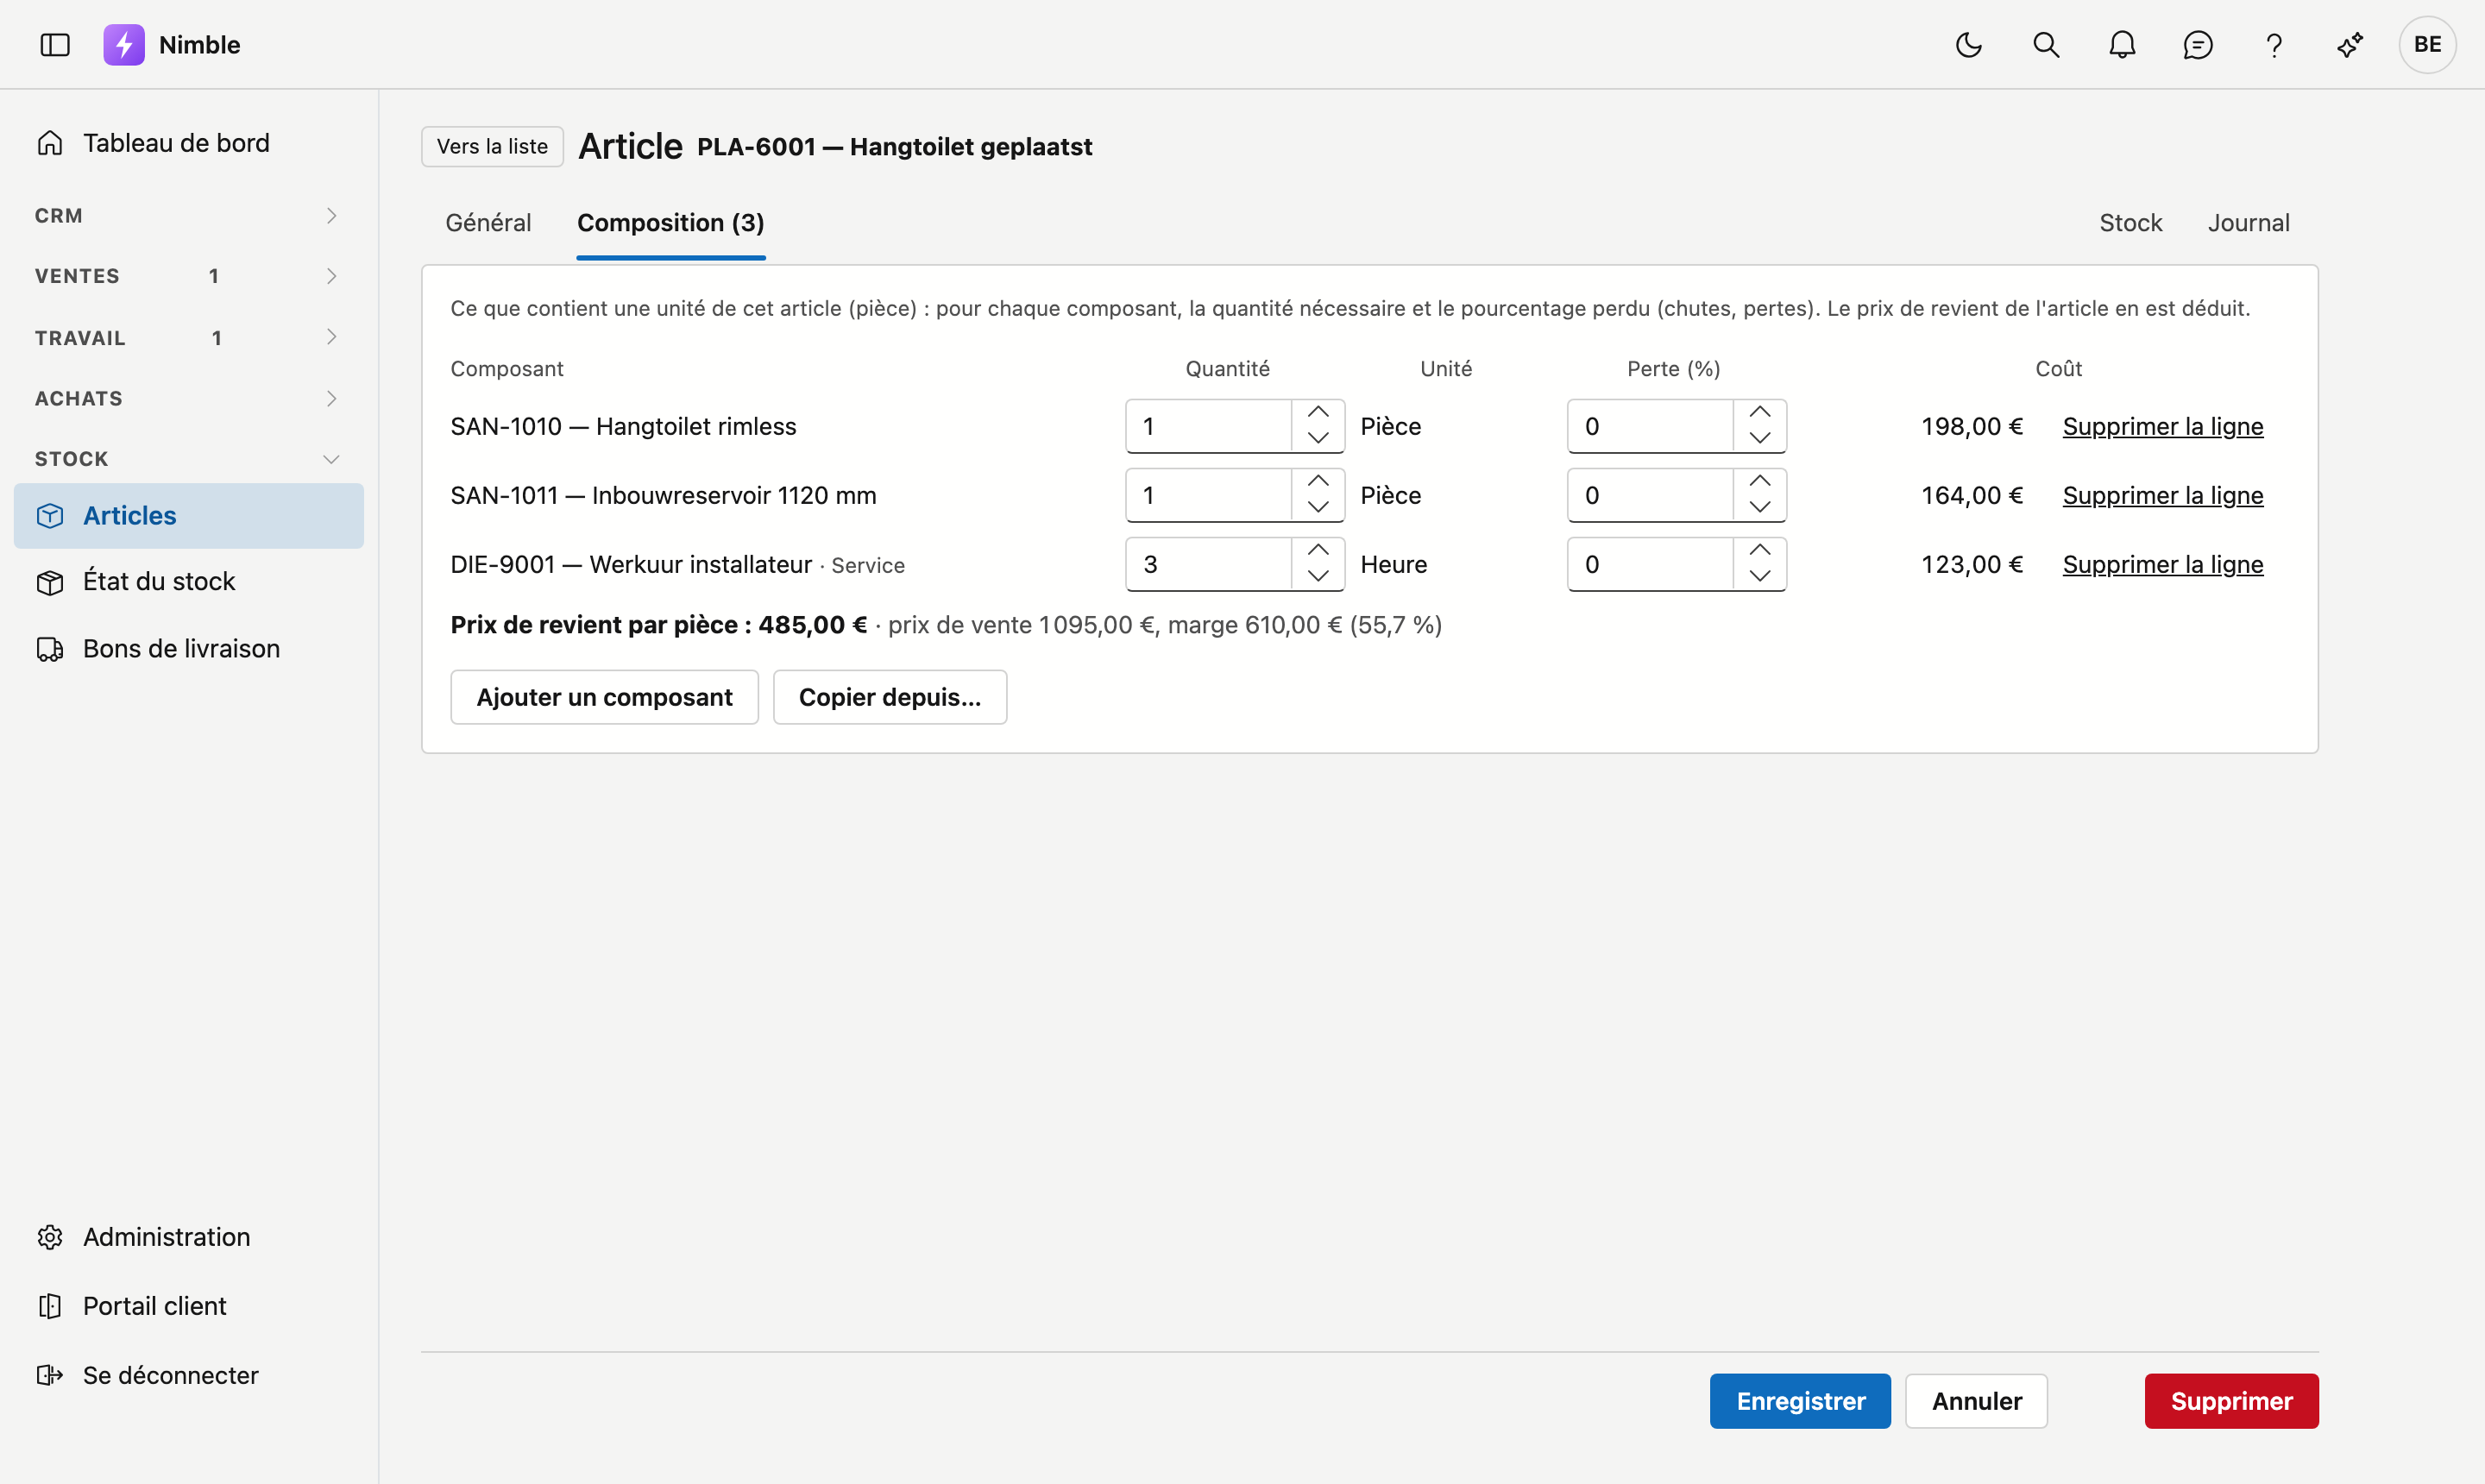 Nimble
BE
Tableau de bord
CRM
VENTES 1
TRAVAIL 1
ACHATS
STOCK
Articles
État du stock
Bons de livraison
Administration
Portail client
Se déconnecter
Vers la liste Article PLA-6001 — Hangtoilet geplaatst
Général Composition (3) Stock Journal
Ce que contient une unité de cet article (pièce) : pour chaque composant, la quantité nécessaire et le pourcentage perdu (chutes, pertes). Le prix de revient de l'article en est déduit.
Composant Quantité Unité Perte (%) Coût
SAN-1010 — Hangtoilet rimless 1 Pièce 0 198,00 € Supprimer la ligne
SAN-1011 — Inbouwreservoir 1120 mm 1 Pièce 0 164,00 € Supprimer la ligne
DIE-9001 — Werkuur installateur · Service 3 Heure 0 123,00 € Supprimer la ligne
Prix de revient par pièce : 485,00 € · prix de vente 1 095,00 €, marge 610,00 € (55,7 %)
Ajouter un composant Copier depuis...
Enregistrer Annuler Supprimer